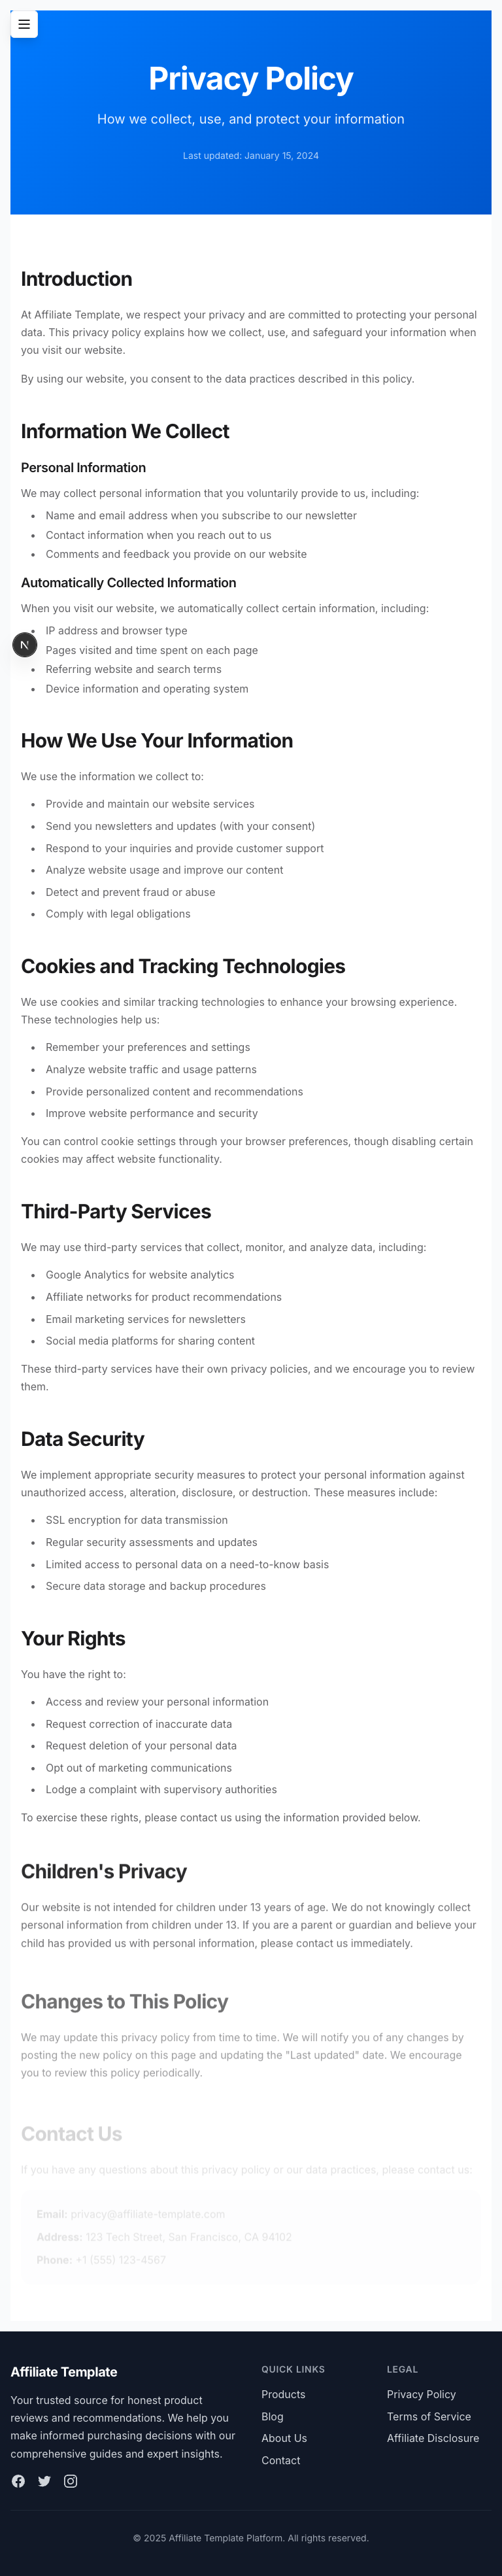 Privacy Policy
How we collect, use, and protect your information
Last updated: January 15, 2024
Introduction
At Affiliate Template, we respect your privacy and are committed to protecting your personal
data. This privacy policy explains how we collect, use, and safeguard your information when
you visit our website.
By using our website, you consent to the data practices described in this policy.
Information We Collect
Personal Information
We may collect personal information that you voluntarily provide to us, including:
• Name and email address when you subscribe to our newsletter
• Contact information when you reach out to us
• Comments and feedback you provide on our website
Automatically Collected Information
When you visit our website, we automatically collect certain information, including:
• IP address and browser type
N
Pages visited and time spent on each page
• Referring website and search terms
• Device information and operating system
How We Use Your Information
We use the information we collect to:
• Provide and maintain our website services
• Send you newsletters and updates (with your consent)
• Respond to your inquiries and provide customer support
• Analyze website usage and improve our content
• Detect and prevent fraud or abuse
• Comply with legal obligations
Cookies and Tracking Technologies
We use cookies and similar tracking technologies to enhance your browsing experience.
These technologies help us:
• Remember your preferences and settings
• Analyze website traffic and usage patterns
• Provide personalized content and recommendations
• Improve website performance and security
You can control cookie settings through your browser preferences, though disabling certain
cookies may affect website functionality.
Third-Party Services
We may use third-party services that collect, monitor, and analyze data, including:
• Google Analytics for website analytics
• Affiliate networks for product recommendations
• Email marketing services for newsletters
• Social media platforms for sharing content
These third-party services have their own privacy policies, and we encourage you to review
them.
Data Security
We implement appropriate security measures to protect your personal information against
unauthorized access, alteration, disclosure, or destruction. These measures include:
• SSL encryption for data transmission
• Regular security assessments and updates
• Limited access to personal data on a need-to-know basis
• Secure data storage and backup procedures
Your Rights
You have the right to:
• Access and review your personal information
• Request correction of inaccurate data
• Request deletion of your personal data
• Opt out of marketing communications
• Lodge a complaint with supervisory authorities
To exercise these rights, please contact us using the information provided below.
Children's Privacy
Our website is not intended for children under 13 years of age. We do not knowingly collect
personal information from children under 13. If you are a parent or guardian and believe your
child has provided us with personal information, please contact us immediately.
Changes to This Policy
We may update this privacy policy from time to time. We will notify you of any changes by
posting the new policy on this page and updating the "Last updated" date. We encourage
you to review this policy periodically.
Contact Us
If you have any questions about this privacy policy or our data practices, please contact us:
Email: privacy@affiliate-template.com
Address: 123 Tech Street, San Francisco, CA 94102
Phone: +1 (555) 123-4567
Affiliate Template
Your trusted source for honest product
reviews and recommendations. We help you
make informed purchasing decisions with our
comprehensive guides and expert insights.
QUICK LINKS
Products
Blog
About Us
Contact
LEGAL
Privacy Policy
Terms of Service
Affiliate Disclosure
© 2025 Affiliate Template Platform. All rights reserved.